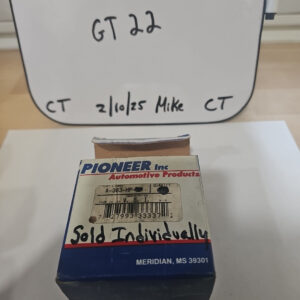 GT 22
CT 2/10/25 Mike CT
PIONEER Inc
Automotive Products
Sold Individually
MERIDIAN, MS 39301